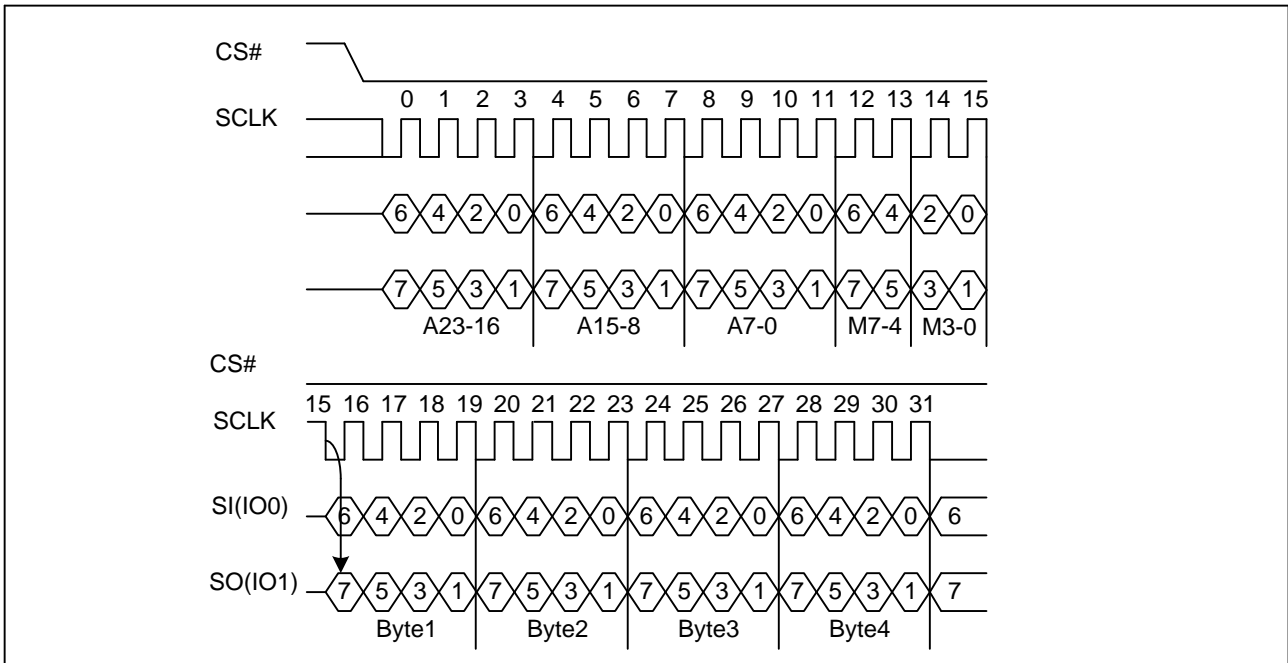 CS#
0 1 2 3 4 5 6 7 8 9 10 11 12 13 14 15
SCLK
6 4 2 0 6 4 2 0 6 4 2 0 6 4 2 0
7 5 3 1 7 5 3 1 7 5 3 1 7 5 3 1
A23-16 A15-8 A7-0 M7-4 M3-0
CS#
15 16 17 18 19 20 21 22 23 24 25 26 27 28 29 30 31
SCLK
SI(IO0) 6 4 2 0 6 4 2 0 6 4 2 0 6 4 2 0 6
SO(IO1) 7 5 3 1 7 5 3 1 7 5 3 1 7 5 3 1 7
Byte1 Byte2 Byte3 Byte4